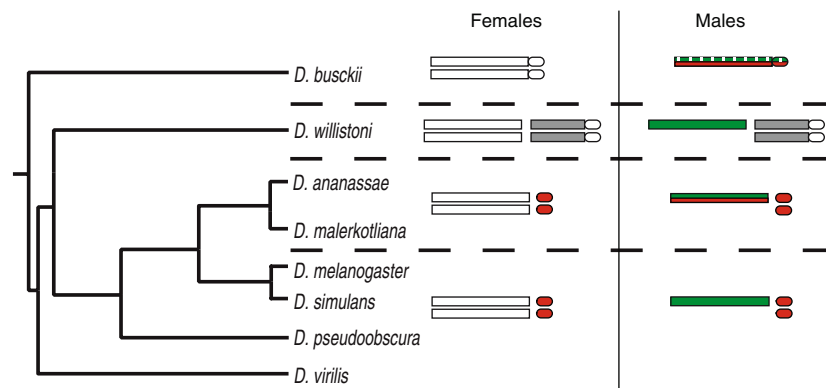 Females
Males
D. busckii
D. willistoni
D. ananassae
D. malerkotliana
D. melanogaster
D. simulans
D. pseudoobscura
D. virilis